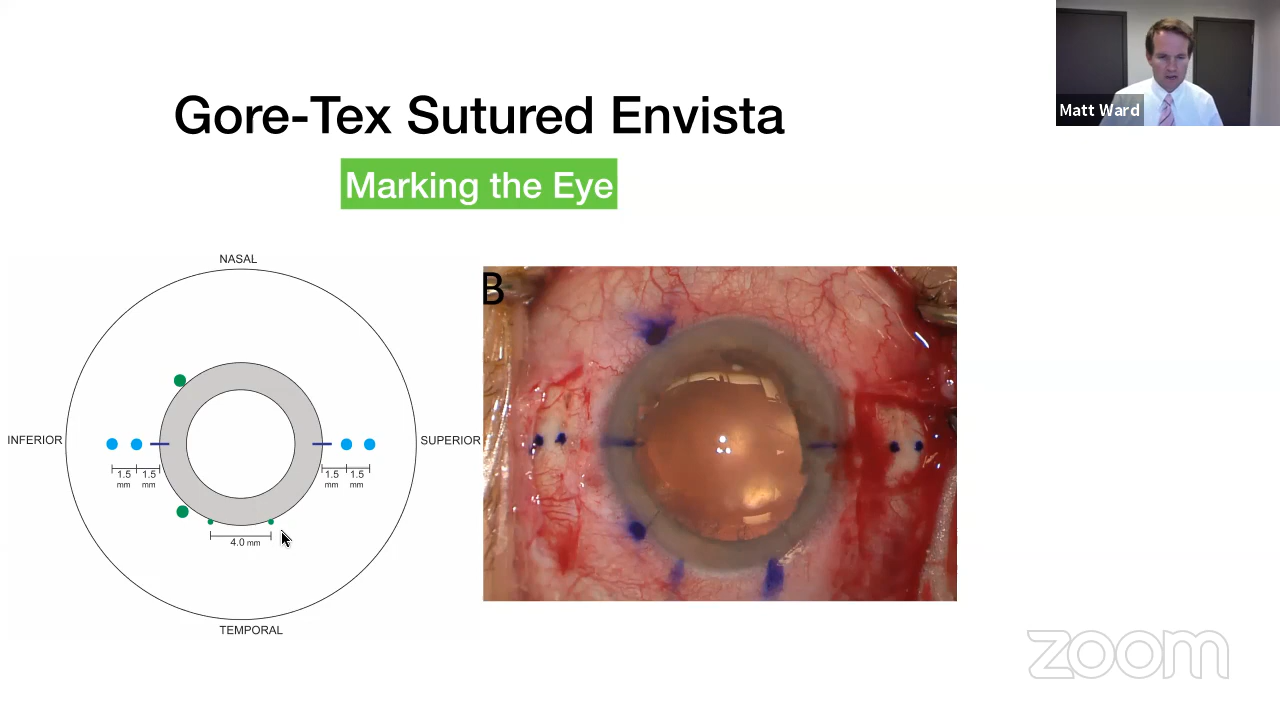 Matt Ward
Gore-Tex Sutured Envista
Marking the Eye
NASAL
B
INFERIOR
SUPERIOR
1.5 mm
1.5 mm
1.5 mm
1.5 mm
4.0 mm
TEMPORAL
zoom